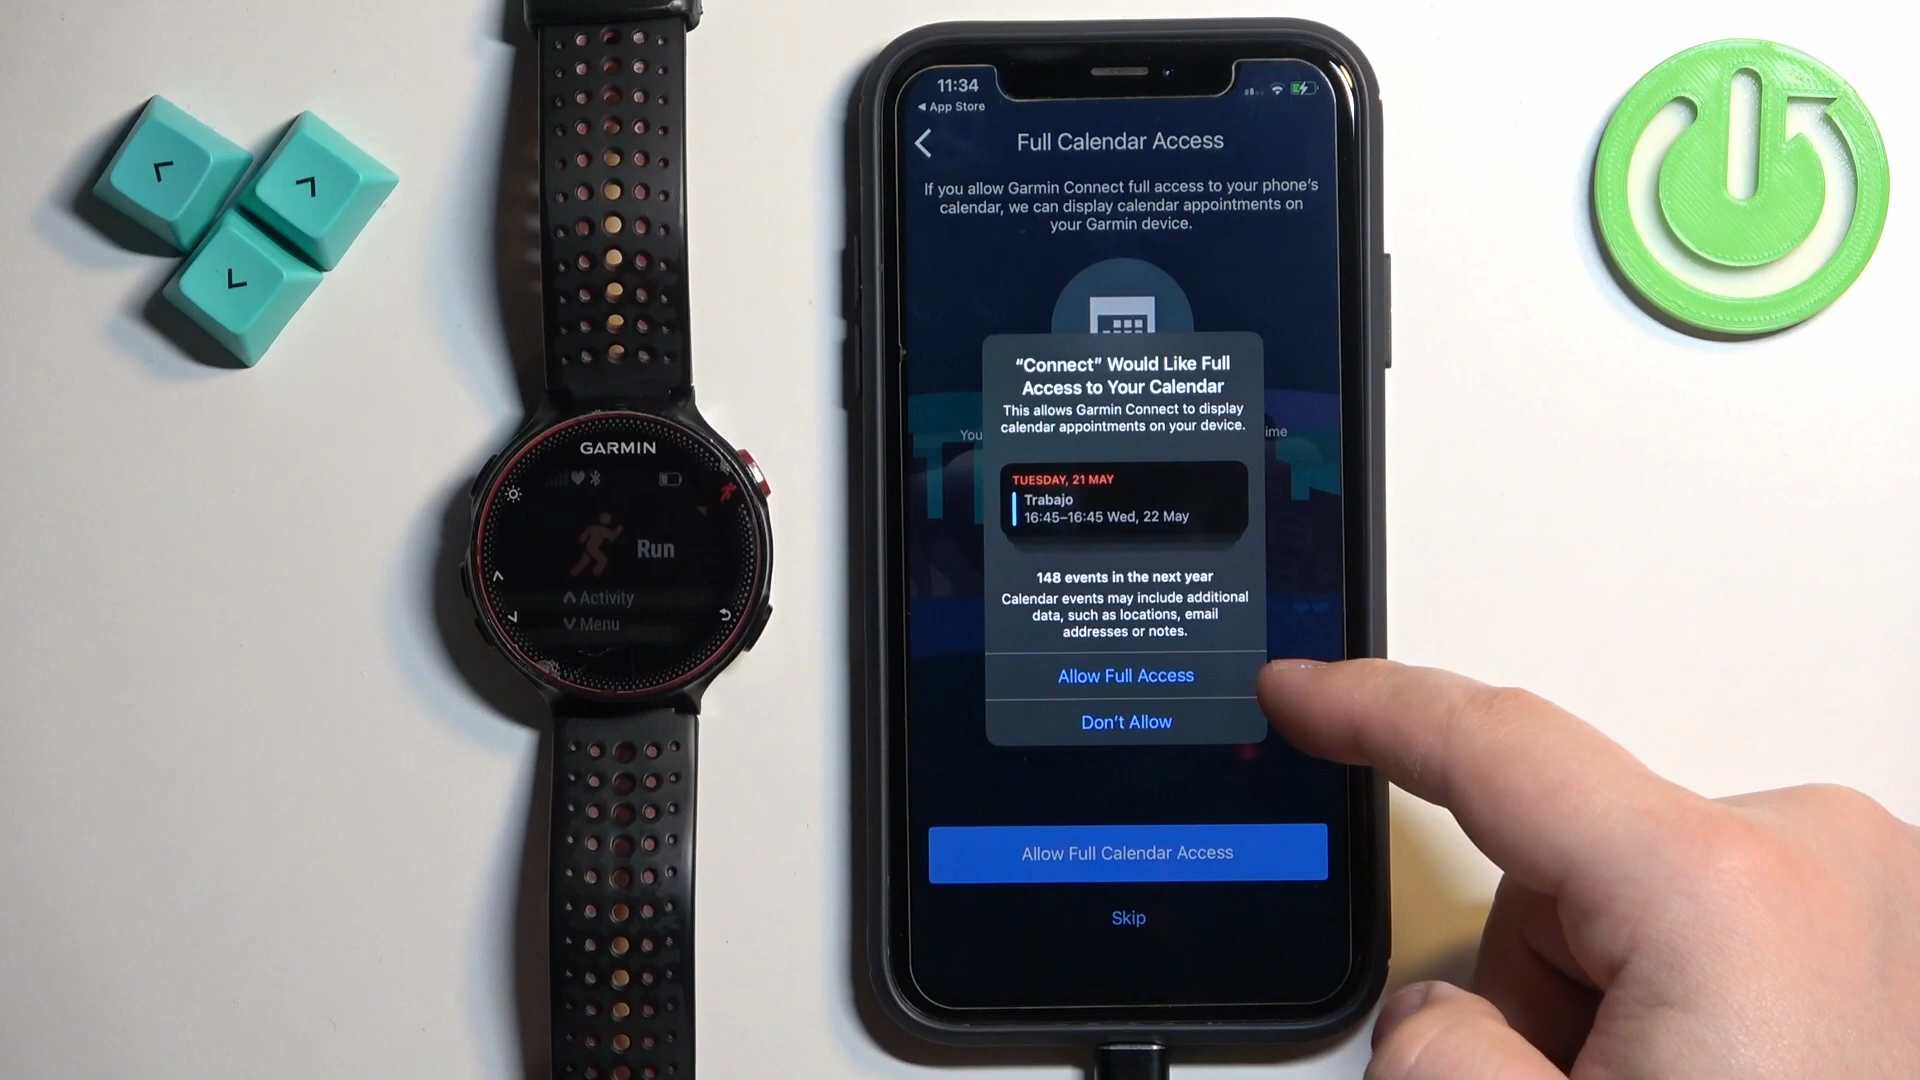 GARMIN
Run
Activity
Menu
11:34
App Store
Full Calendar Access
If you allow Garmin Connect full access to your phone's
calendar, we can display calendar appointments on
your Garmin device.
"Connect" Would Like Full
Access to Your Calendar
This allows Garmin Connect to display
calendar appointments on your device.
TUESDAY, 21 MAY
Trabajo
16:45–16:45 Wed, 22 May
148 events in the next year
Calendar events may include additional
data, such as locations, email
addresses or notes.
Allow Full Access
Don't Allow
Allow Full Calendar Access
Skip